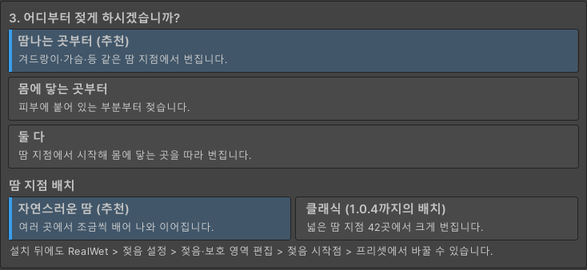 3. 어디부터 젖게 하시겠습니까?
땀나는 곳부터 (추천)
겨드랑이·가슴·등 같은 땀 지점에서 번집니다.
몸에 닿는 곳부터
피부에 붙어 있는 부분부터 젖습니다.
둘 다
땀 지점에서 시작해 몸에 닿는 곳을 따라 번집니다.
땀 지점 배치
자연스러운 땀 (추천)
여러 곳에서 조금씩 배어 나와 이어집니다.
클래식 (1.0.4까지의 배치)
넓은 땀 지점 42곳에서 크게 번집니다.
설치 뒤에도 RealWet > 젖음 설정 > 젖음·보호 영역 편집 > 젖음 시작점 > 프리셋에서 바꿀 수 있습니다.